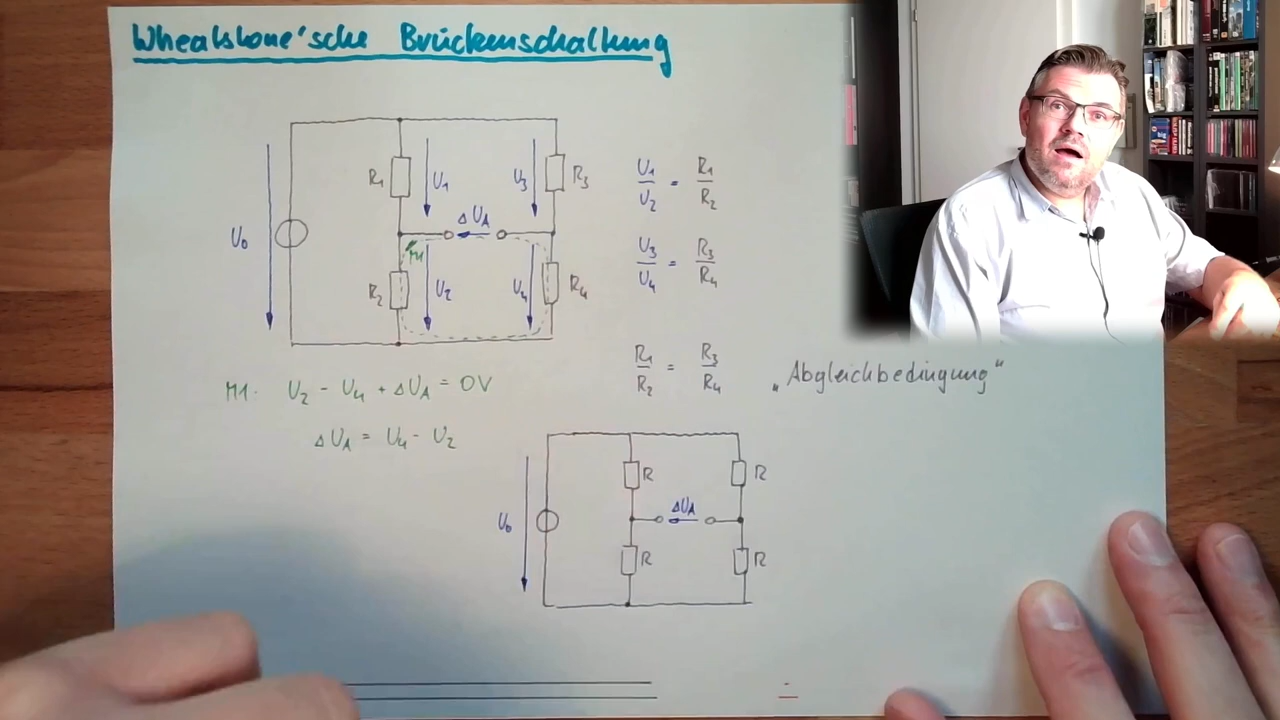 Wheatstone'sche Brückenschaltung
R1 U1 U3 R3
U0 ΔUA
M1
R2 U2 U4 R4
U1/U2 = R1/R2
U3/U4 = R3/R4
R1/R2 = R3/R4 „Abgleichbedingung"
M1: U2 - U4 + ΔUA = 0V
ΔUA = U4 - U2
R R
U0 ΔUA
R R